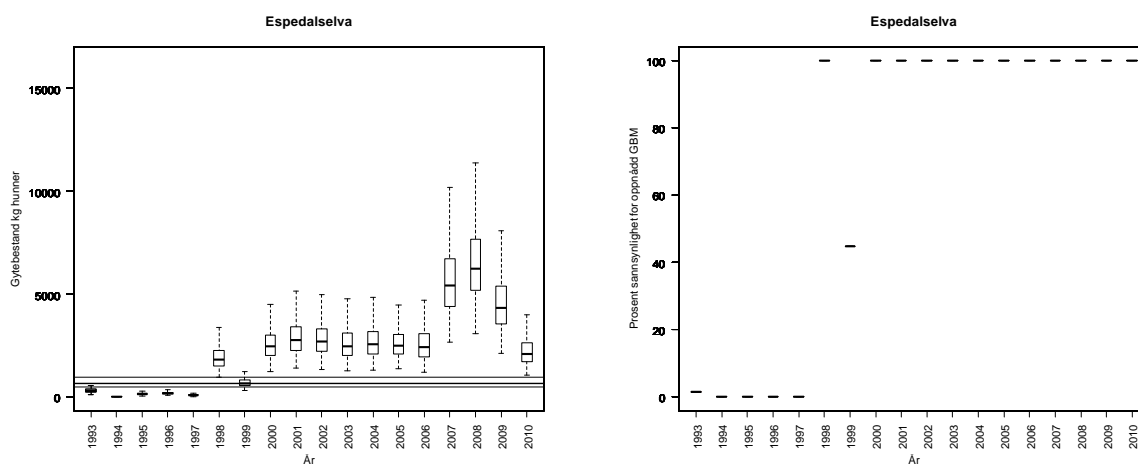 Espedalselva
Gytebestand kg hunner
15000
10000
5000
0
1993 1994 1995 1996 1997 1998 1999 2000 2001 2002 2003 2004 2005 2006 2007 2008 2009 2010
År
Espedalselva
Prosent sannsynlighet for oppnådd GBM
100
80
60
40
20
0
1993 1994 1995 1996 1997 1998 1999 2000 2001 2002 2003 2004 2005 2006 2007 2008 2009 2010
År